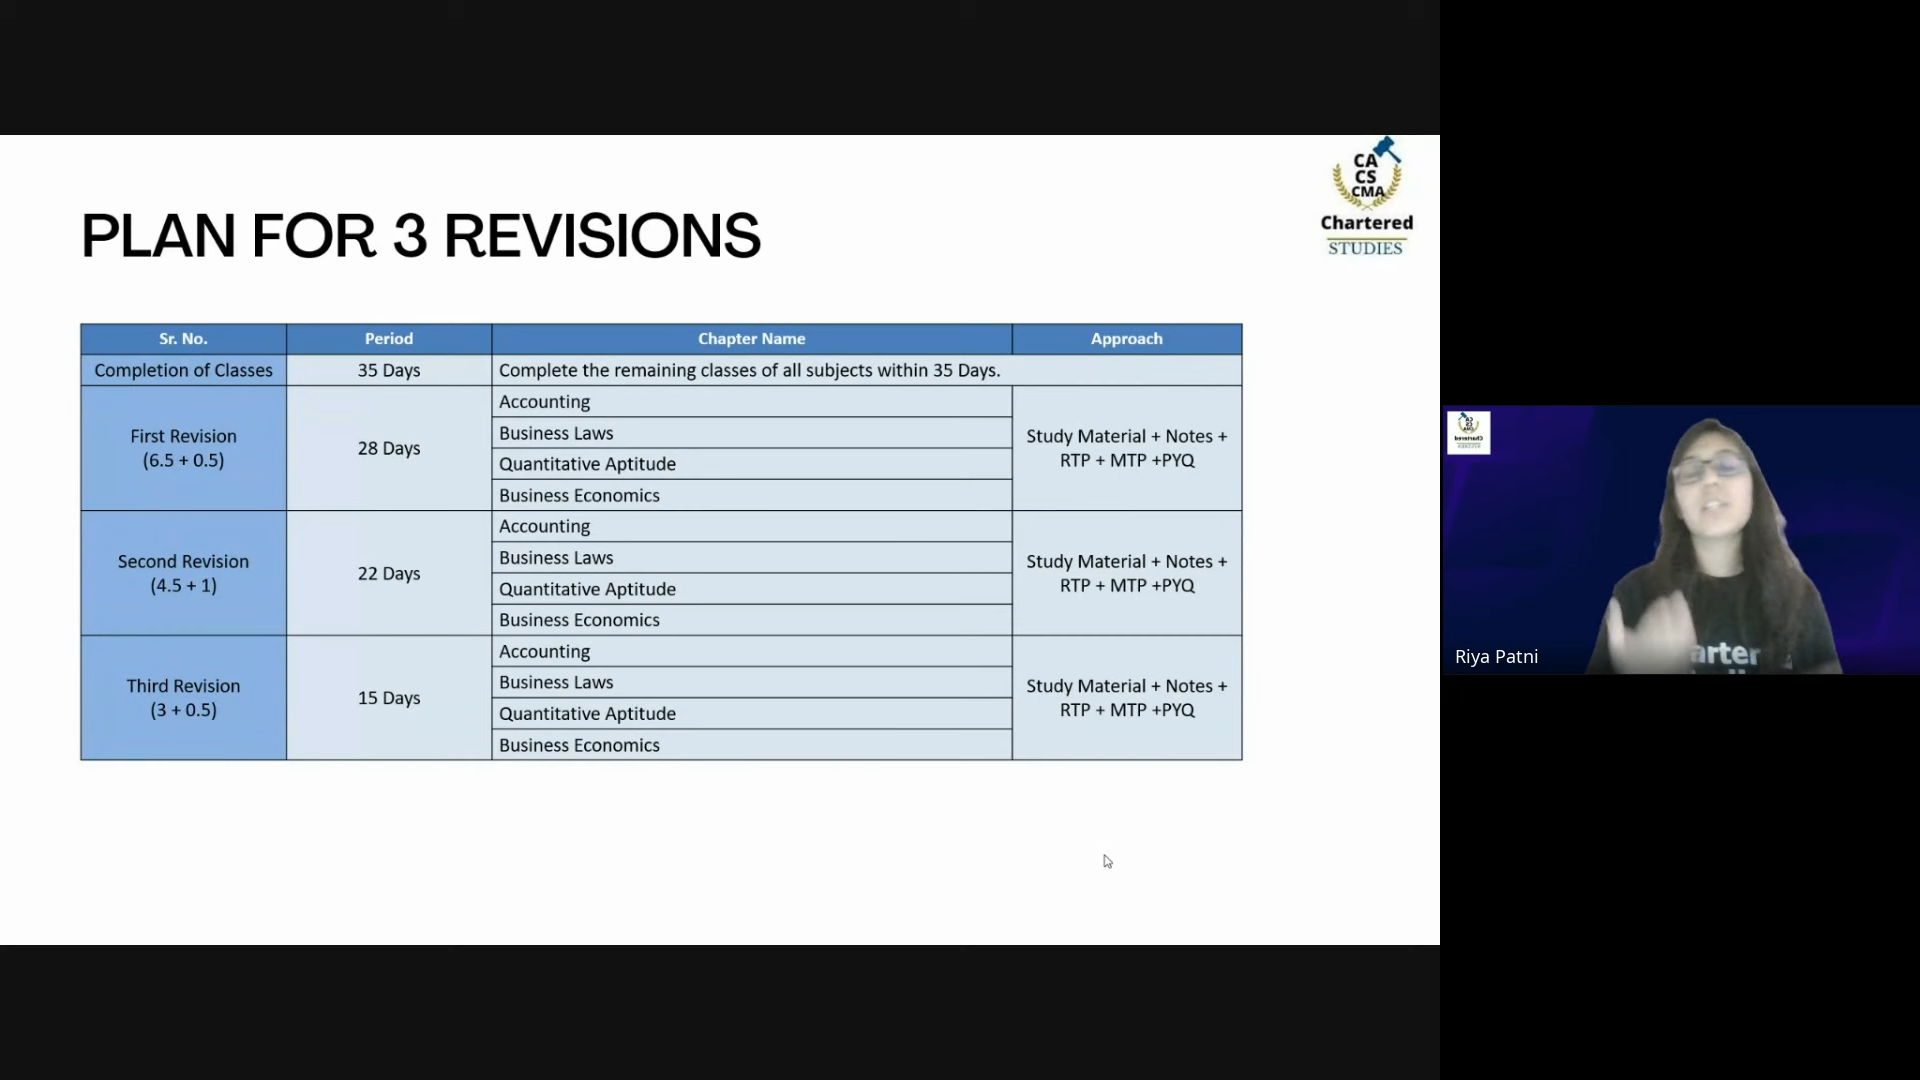 CA
CS
CMA
Chartered
STUDIES
PLAN FOR 3 REVISIONS
Sr. No. Period Chapter Name Approach
Completion of Classes 35 Days Complete the remaining classes of all subjects within 35 Days.
First Revision
(6.5 + 0.5)
28 Days
Accounting
Business Laws
Quantitative Aptitude
Business Economics
Study Material + Notes +
RTP + MTP +PYQ
Second Revision
(4.5 + 1)
22 Days
Accounting
Business Laws
Quantitative Aptitude
Business Economics
Study Material + Notes +
RTP + MTP +PYQ
Third Revision
(3 + 0.5)
15 Days
Accounting
Business Laws
Quantitative Aptitude
Business Economics
Study Material + Notes +
RTP + MTP +PYQ
Riya Patni
arter